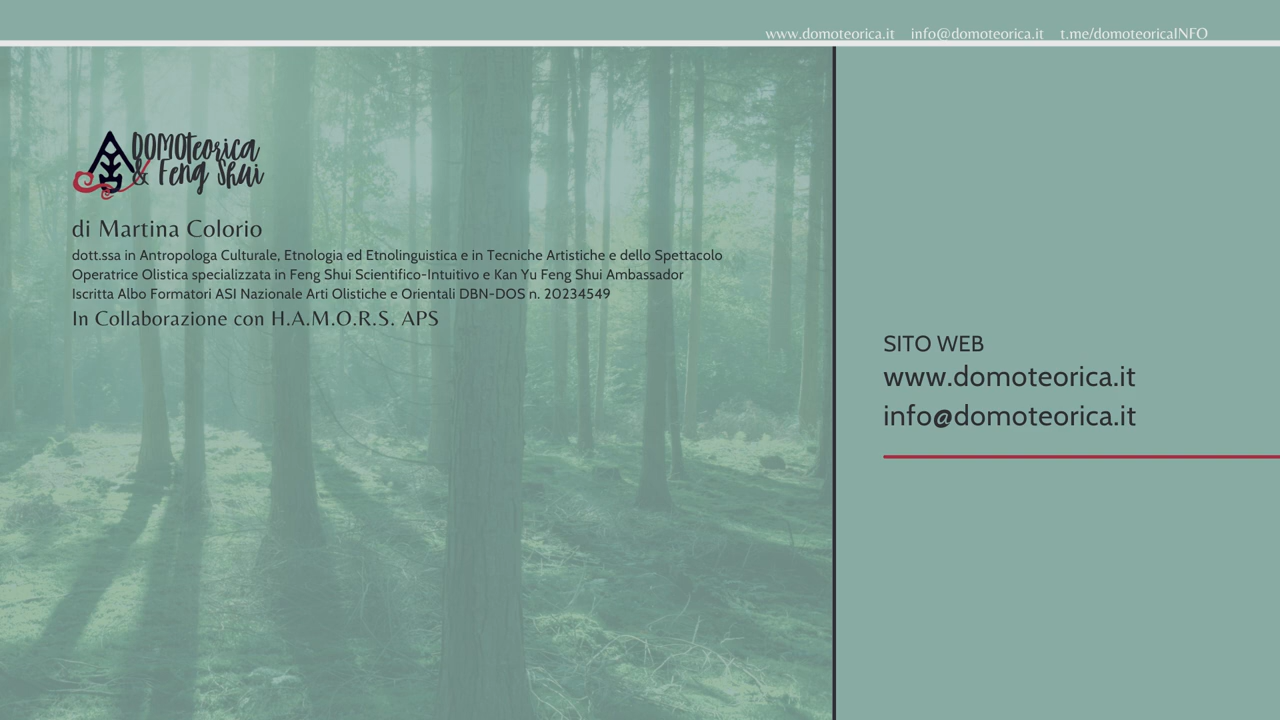 www.domoteorica.it info@domoteorica.it t.me/domoteoricaINFO
DOMOteorica
& Feng Shui
di Martina Colorio
dott.ssa in Antropologa Culturale, Etnologia ed Etnolinguistica e in Tecniche Artistiche e dello Spettacolo
Operatrice Olistica specializzata in Feng Shui Scientifico-Intuitivo e Kan Yu Feng Shui Ambassador
Iscritta Albo Formatori ASI Nazionale Arti Olistiche e Orientali DBN-DOS n. 20234549
In Collaborazione con H.A.M.O.R.S. APS
SITO WEB
www.domoteorica.it
info@domoteorica.it